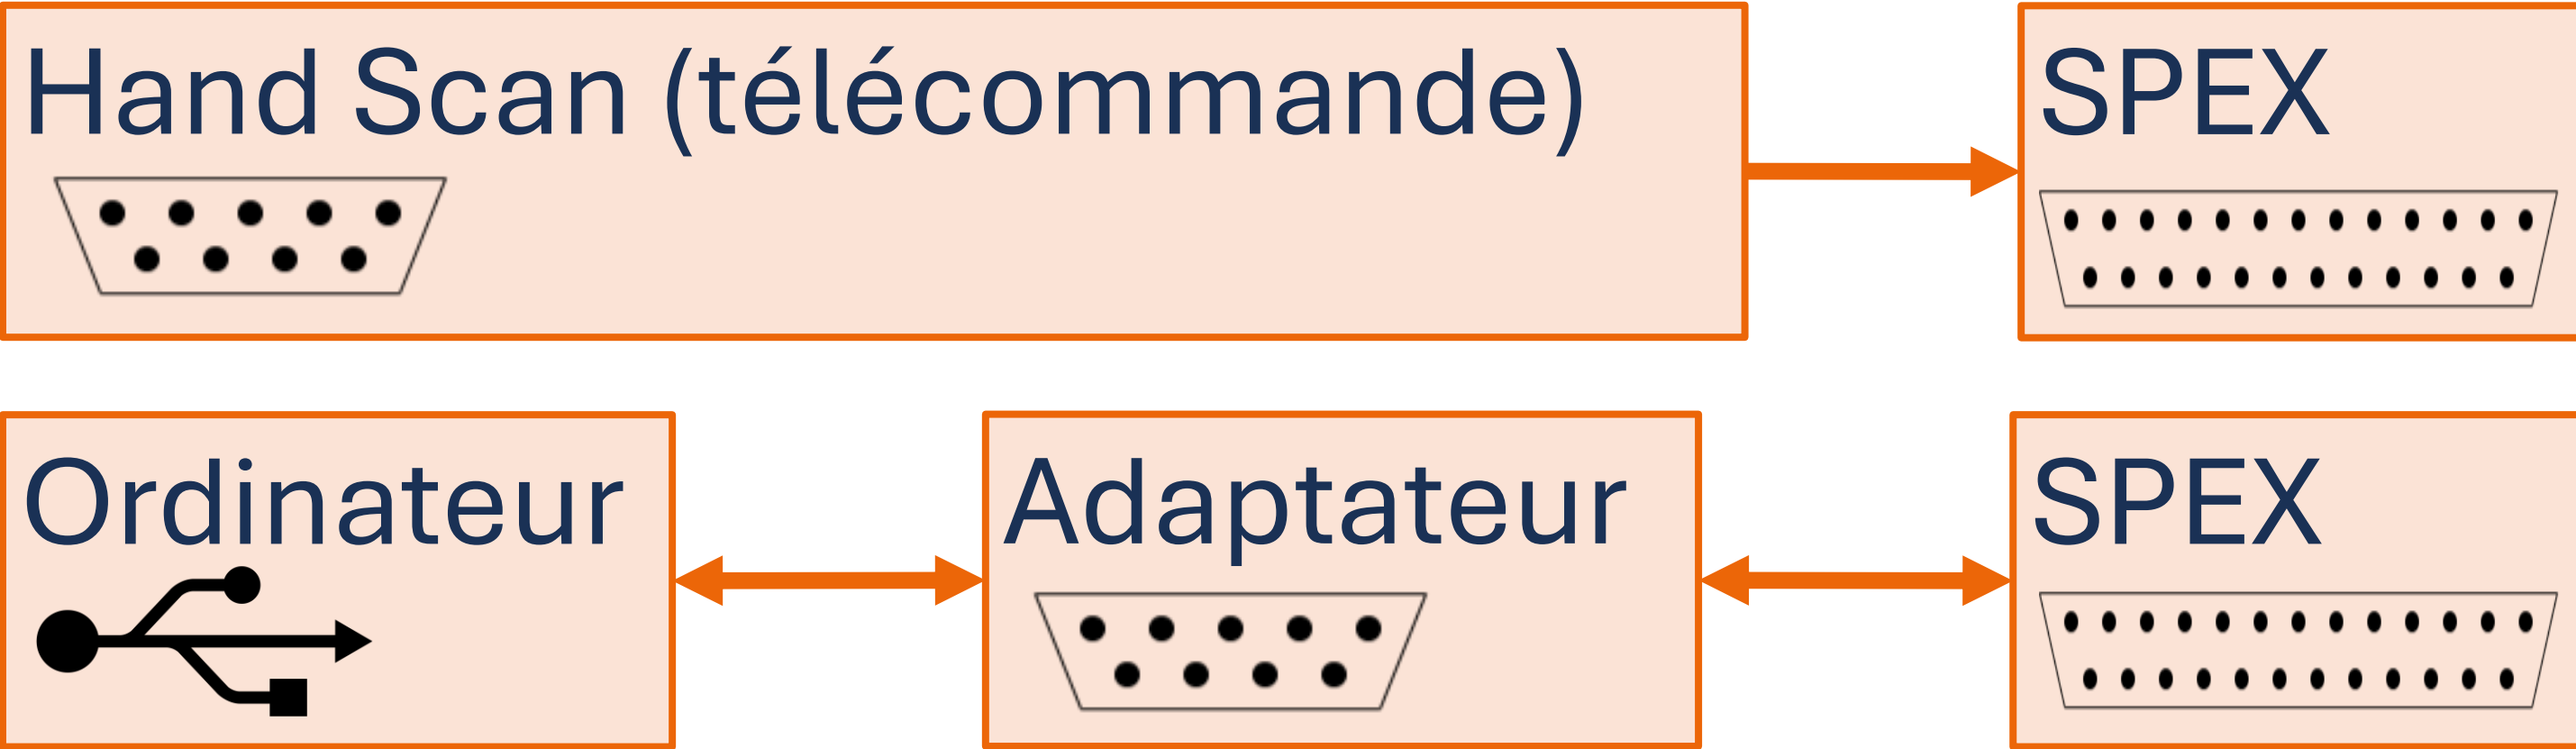 Hand Scan (télécommande)
SPEX
Ordinateur
Adaptateur
SPEX